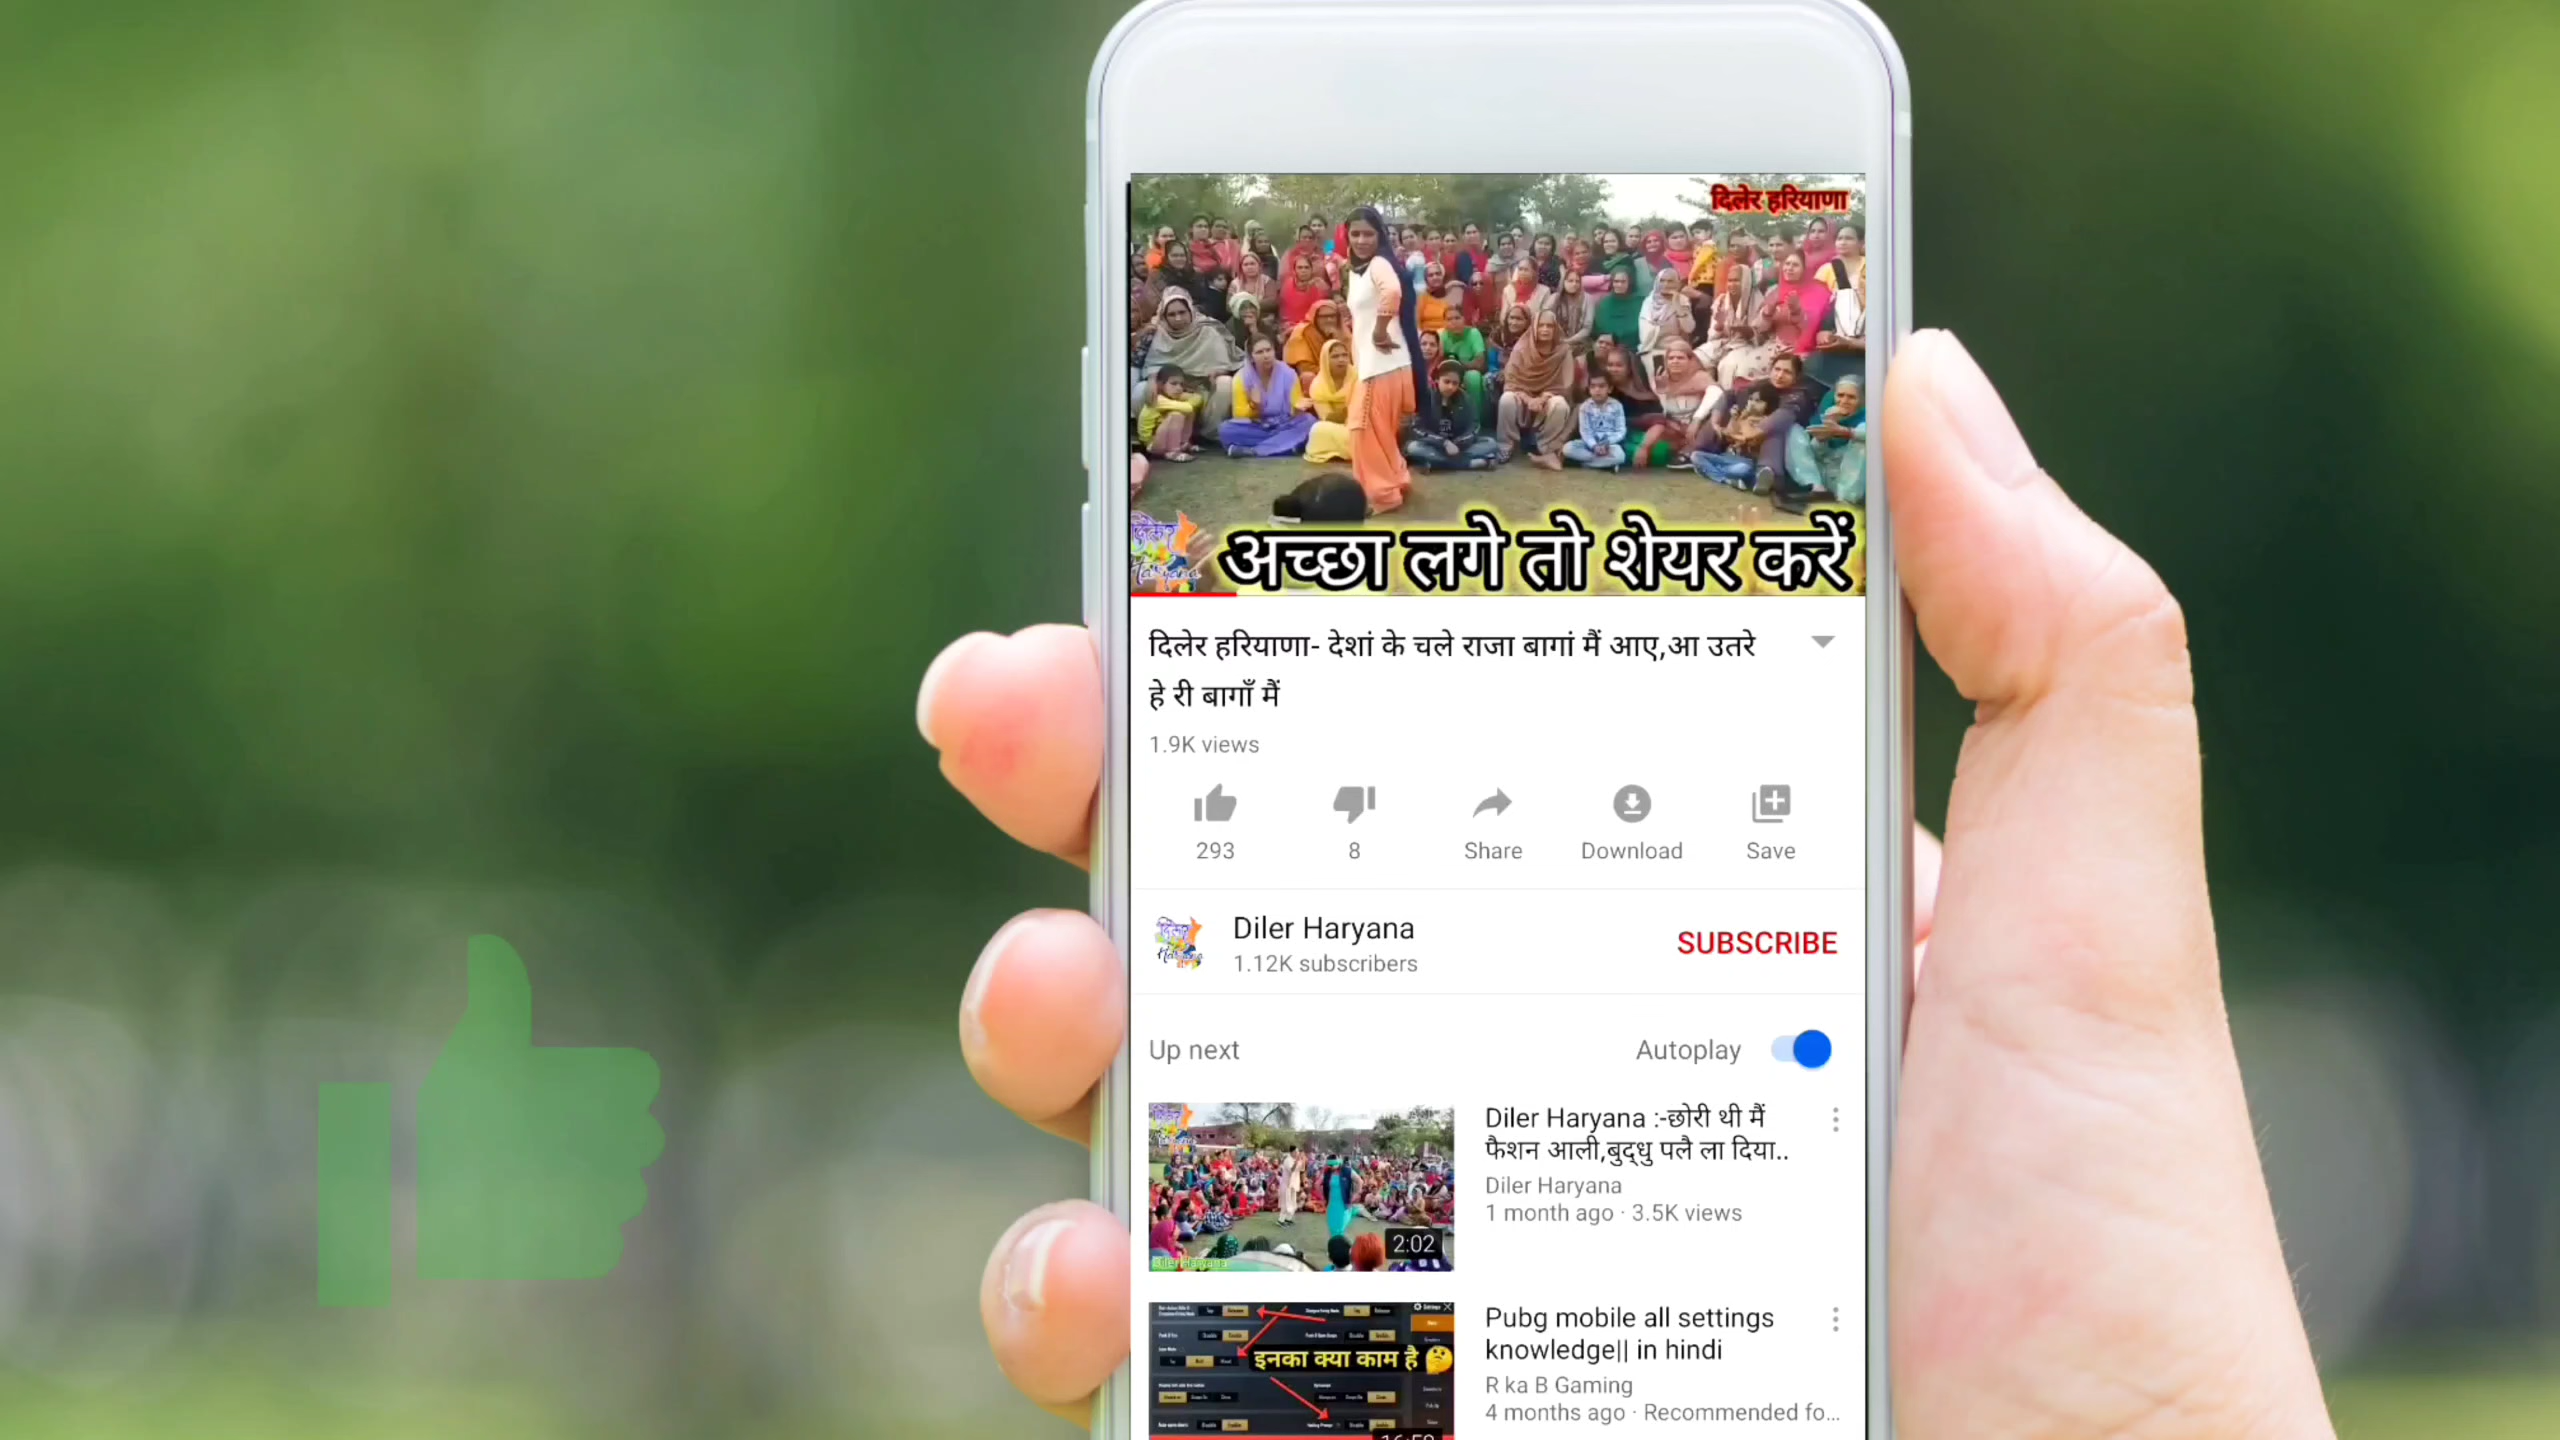 दिलेर हरियाणा
अच्छा लगे तो शेयर करें
दिलेर हरियाणा- देशां के चले राजा बागां मैं आए,आ उतरे
हे री बागाँ मैं
1.9K views
293
8
Share
Download
Save
Diler Haryana
1.12K subscribers
SUBSCRIBE
Up next
Autoplay
Diler Haryana :-छोरी थी मैं
फैशन आली,बुद्धु पलै ला दिया..
Diler Haryana
1 month ago · 3.5K views
2:02
Diler Haryana
Pubg mobile all settings
knowledge|| in hindi
R ka B Gaming
4 months ago · Recommended fo...
इनका क्या काम है